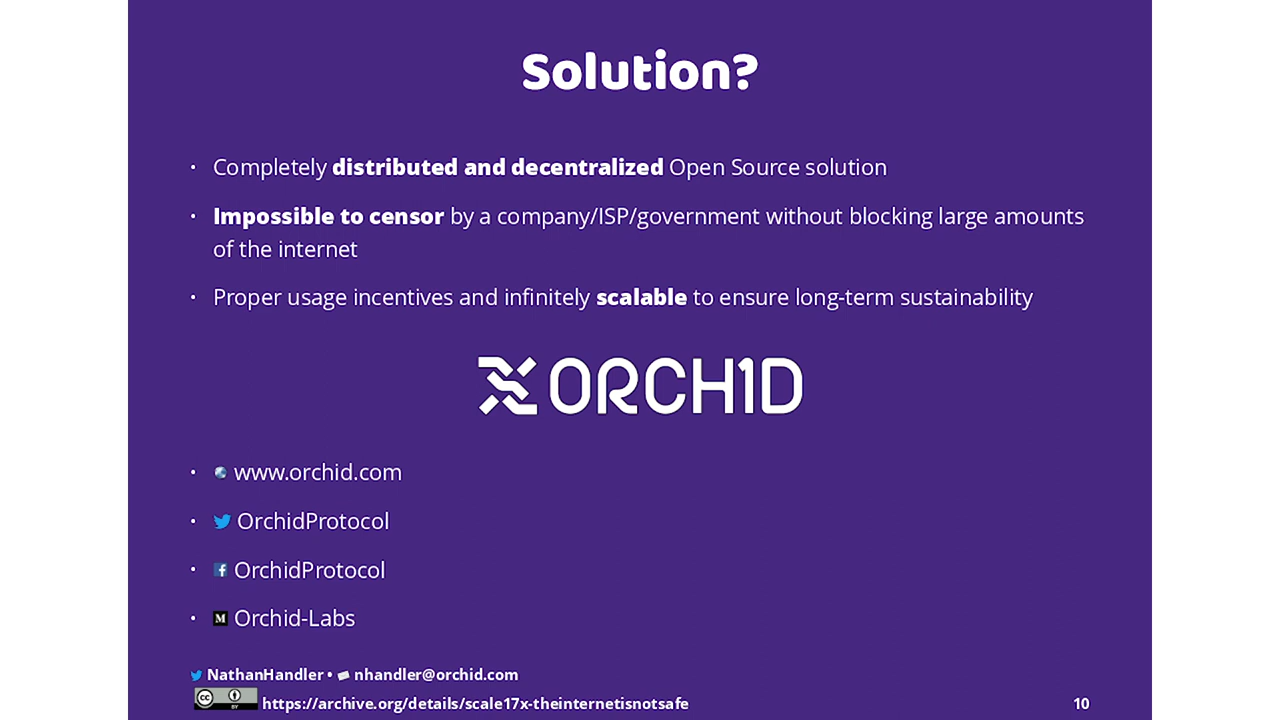 Solution?
• Completely distributed and decentralized Open Source solution
• Impossible to censor by a company/ISP/government without blocking large amounts
of the internet
• Proper usage incentives and infinitely scalable to ensure long-term sustainability
ORCH1D
• www.orchid.com
• OrchidProtocol
• f OrchidProtocol
• M Orchid-Labs
NathanHandler • nhandler@orchid.com
cc BY https://archive.org/details/scale17x-theinternetisnotsafe
10